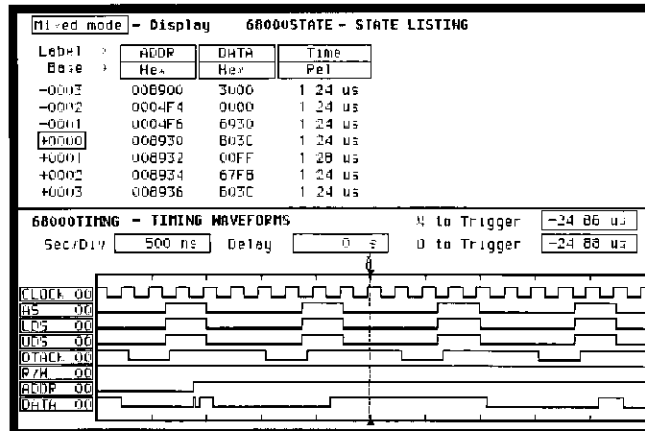 Mixed mode - Display 68000STATE - STATE LISTING
Label > ADDR DATA Time
Base > Hex Hex Rel
-0003 008900 3000 1.24 us
-0002 0004F4 0000 1.24 us
-0001 0004F6 8930 1.24 us
+0000 008930 B03C 1.24 us
+0001 008932 00FF 1.28 us
+0002 008934 67F8 1.24 us
+0003 008936 B03C 1.24 us
68000TIMNG - TIMING WAVEFORMS X to Trigger -24.86 us
Sec/Div 500 ns Delay 0 s O to Trigger -24.88 us
CLOCK 00
AS 00
LDS 00
UDS 00
DTACK 00
R/W 00
ADDR 00
DATA 00